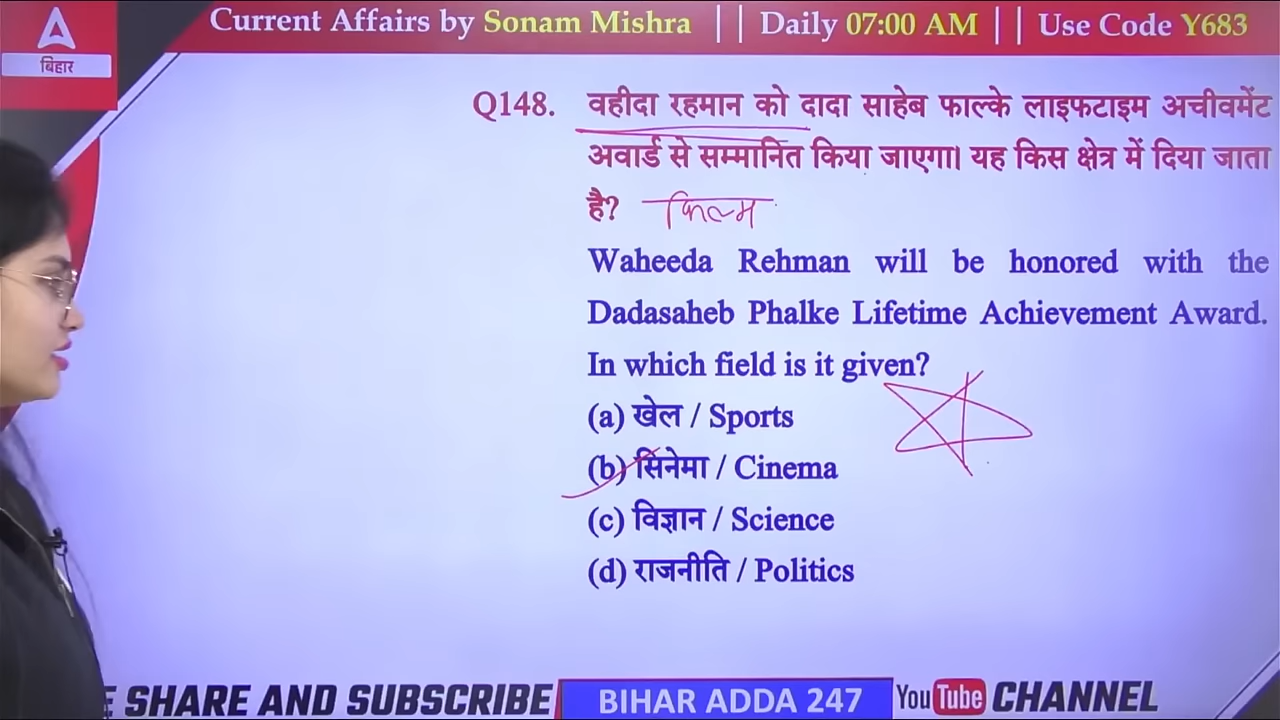 Current Affairs by Sonam Mishra || Daily 07:00 AM || Use Code Y683
बिहार
Q148. वहीदा रहमान को दादा साहेब फाल्के लाइफटाइम अचीवमेंट
अवार्ड से सम्मानित किया जाएगा। यह किस क्षेत्र में दिया जाता
है? फिल्म
Waheeda Rehman will be honored with the
Dadasaheb Phalke Lifetime Achievement Award.
In which field is it given?
(a) खेल / Sports
(b) सिनेमा / Cinema
(c) विज्ञान / Science
(d) राजनीति / Politics
E SHARE AND SUBSCRIBE BIHAR ADDA 247 YouTube CHANNEL